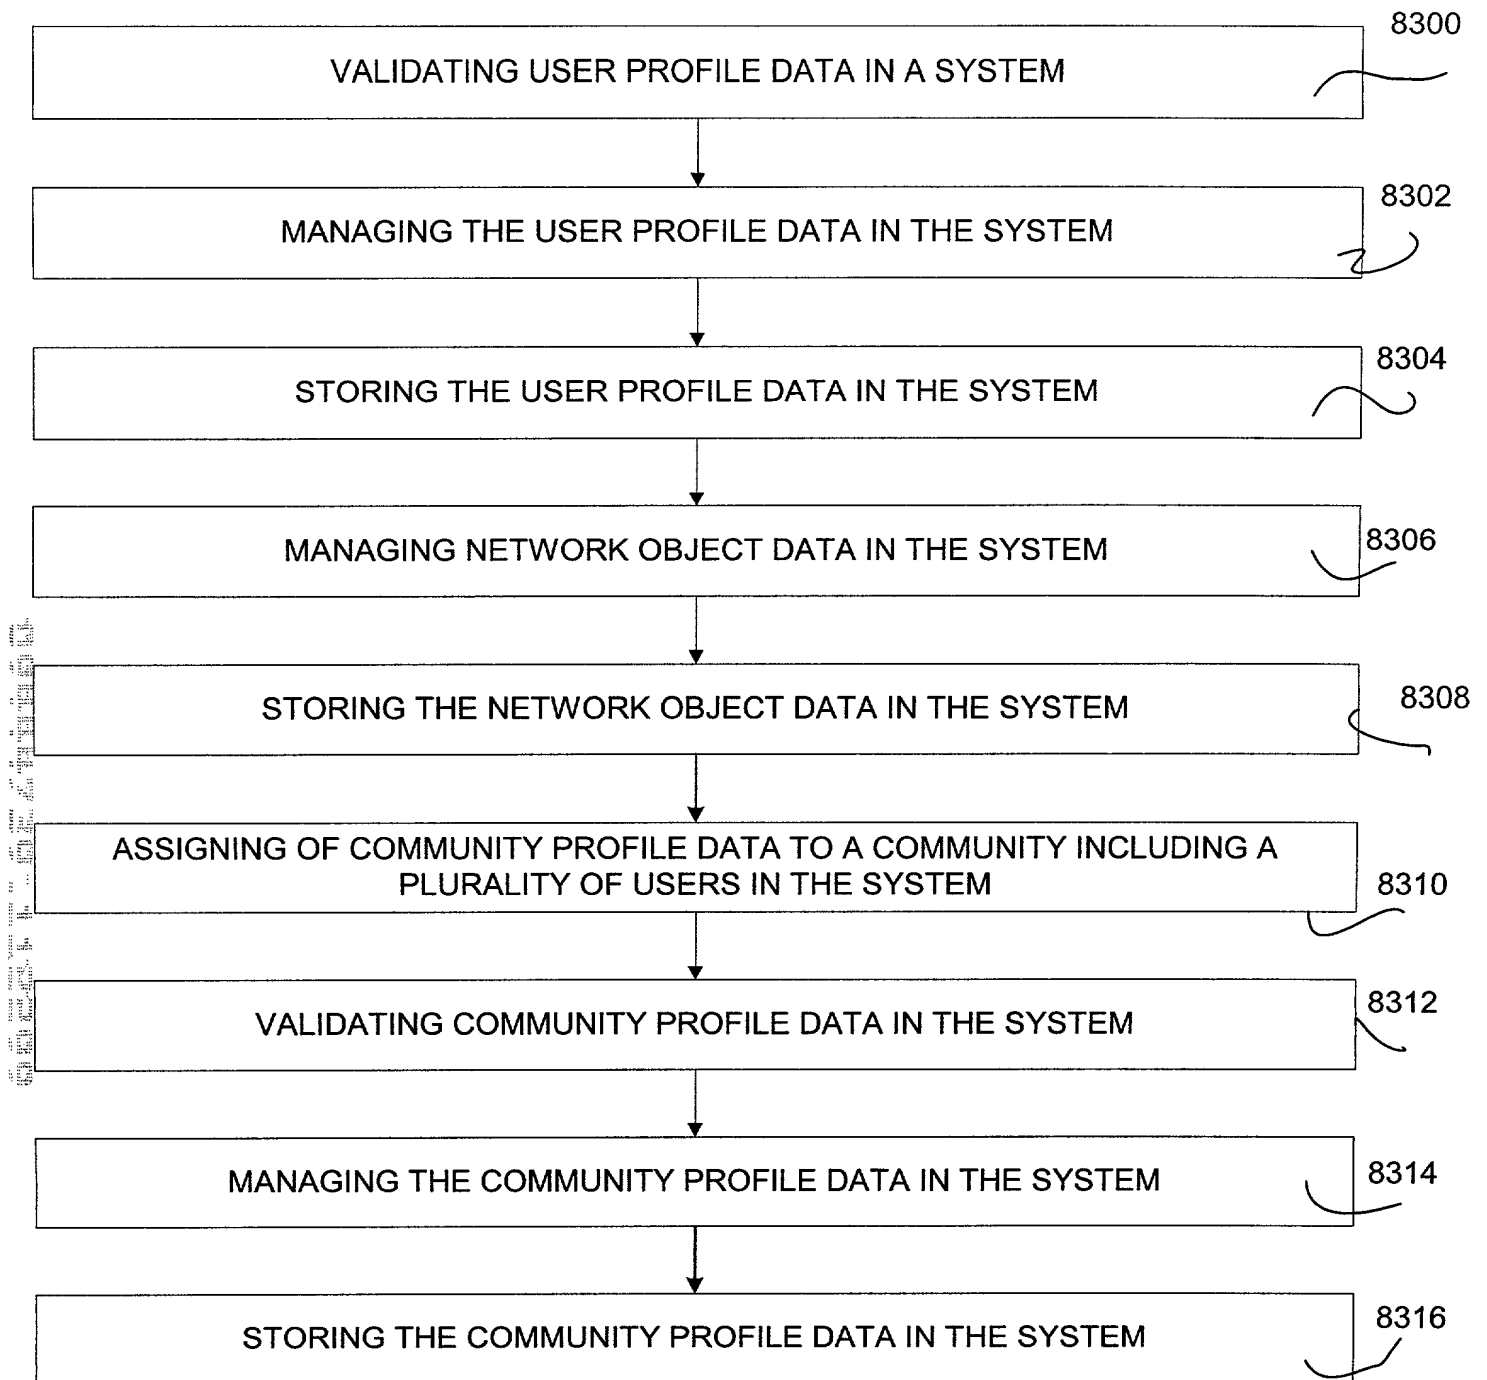 8300
VALIDATING USER PROFILE DATA IN A SYSTEM
8302
MANAGING THE USER PROFILE DATA IN THE SYSTEM
8304
STORING THE USER PROFILE DATA IN THE SYSTEM
8306
MANAGING NETWORK OBJECT DATA IN THE SYSTEM
8308
STORING THE NETWORK OBJECT DATA IN THE SYSTEM
ASSIGNING OF COMMUNITY PROFILE DATA TO A COMMUNITY INCLUDING A
PLURALITY OF USERS IN THE SYSTEM
8310
8312
VALIDATING COMMUNITY PROFILE DATA IN THE SYSTEM
8314
MANAGING THE COMMUNITY PROFILE DATA IN THE SYSTEM
8316
STORING THE COMMUNITY PROFILE DATA IN THE SYSTEM